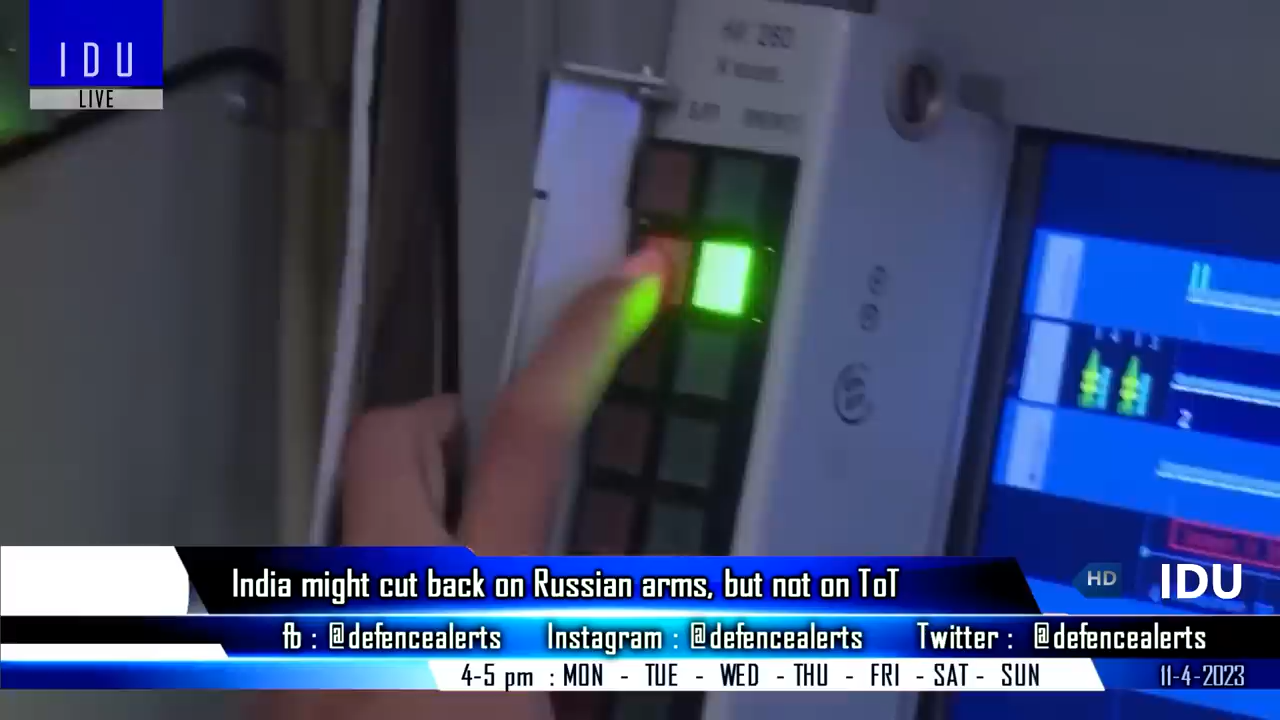 IDU
LIVE
India might cut back on Russian arms, but not on ToT
HD IDU
fb : @defencealerts Instagram : @defencealerts Twitter : @defencealerts
4-5 pm : MON - TUE - WED - THU - FRI - SAT - SUN
11-4-2023
2